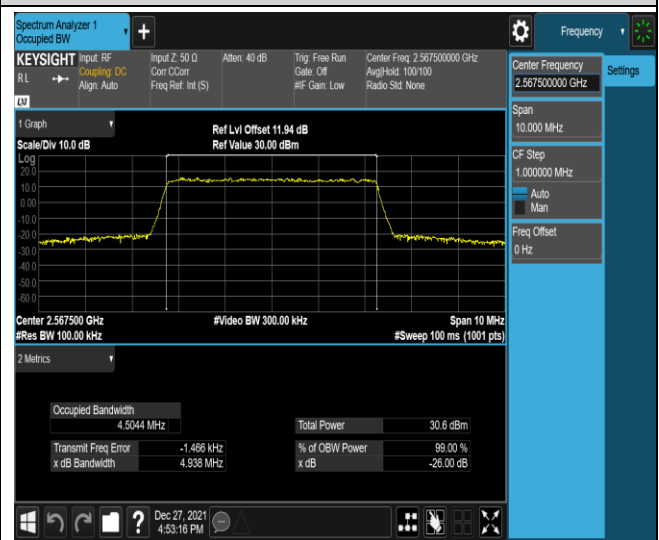 Spectrum Analyzer 1
Occupied BW
Frequency
KEYSIGHT
RL
LXI
Input: RF
Coupling: DC
Align: Auto
Input Z: 50 Ω
Corr CCorr
Freq Ref: Int (S)
Atten: 40 dB
Trig: Free Run
Gate: Off
#IF Gain: Low
Center Freq: 2.567500000 GHz
Avg|Hold: 100/100
Radio Std: None
Center Frequency
2.567500000 GHz
Settings
Span
10.000 MHz
CF Step
1.000000 MHz
Auto
Man
Freq Offset
0 Hz
1 Graph
Scale/Div 10.0 dB
Ref Lvl Offset 11.94 dB
Ref Value 30.00 dBm
Log
20.0
10.0
0.00
-10.0
-20.0
-30.0
-40.0
-50.0
-60.0
Center 2.567500 GHz
#Video BW 300.00 kHz
Span 10 MHz
#Res BW 100.00 kHz
#Sweep 100 ms (1001 pts)
2 Metrics
Occupied Bandwidth
4.5044 MHz
Total Power 30.6 dBm
Transmit Freq Error -1.466 kHz
% of OBW Power 99.00 %
x dB Bandwidth 4.938 MHz
x dB -26.00 dB
?
Dec 27, 2021
4:53:16 PM